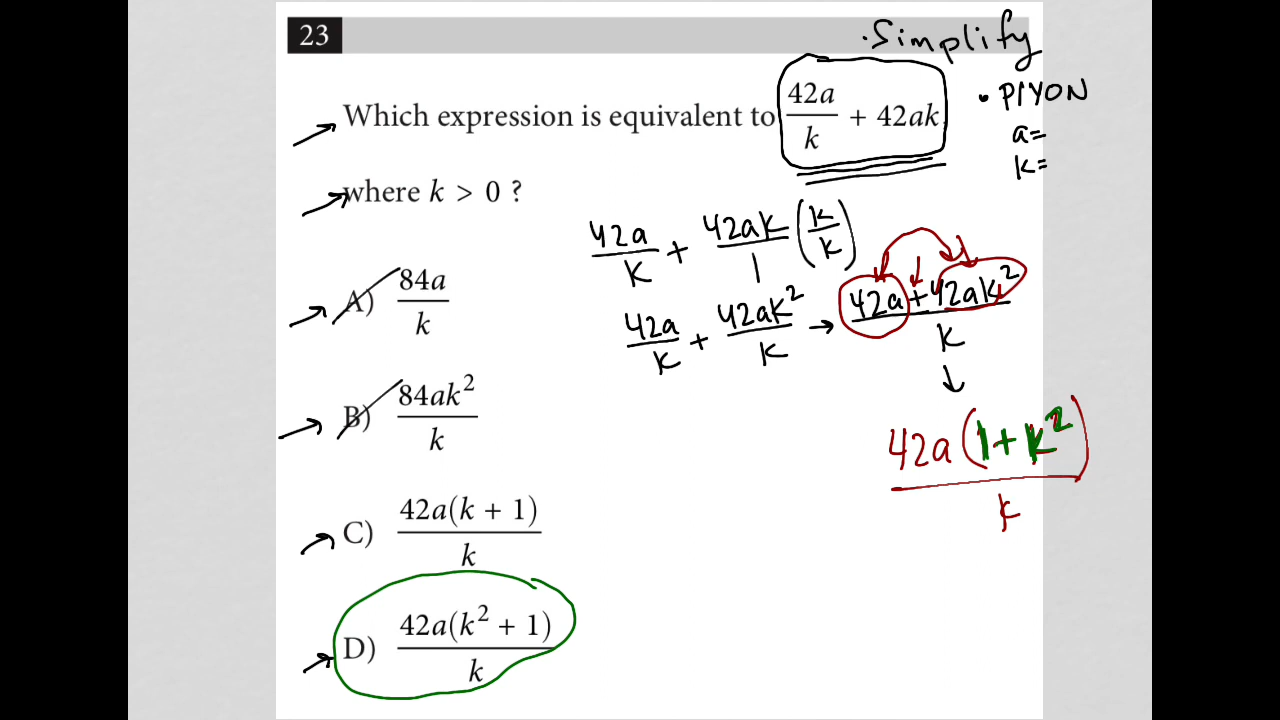 23
·Simplify
Which expression is equivalent to 42a/k + 42ak
• PIYON
a=
k=
where k > 0 ?
42a/k + 42ak/1 (k/k)
42a/k + 42ak²/k → 42a+42ak²/k
↓
42a(1+k²)/k
A) 84a/k
B) 84ak²/k
C) 42a(k + 1)/k
D) 42a(k² + 1)/k